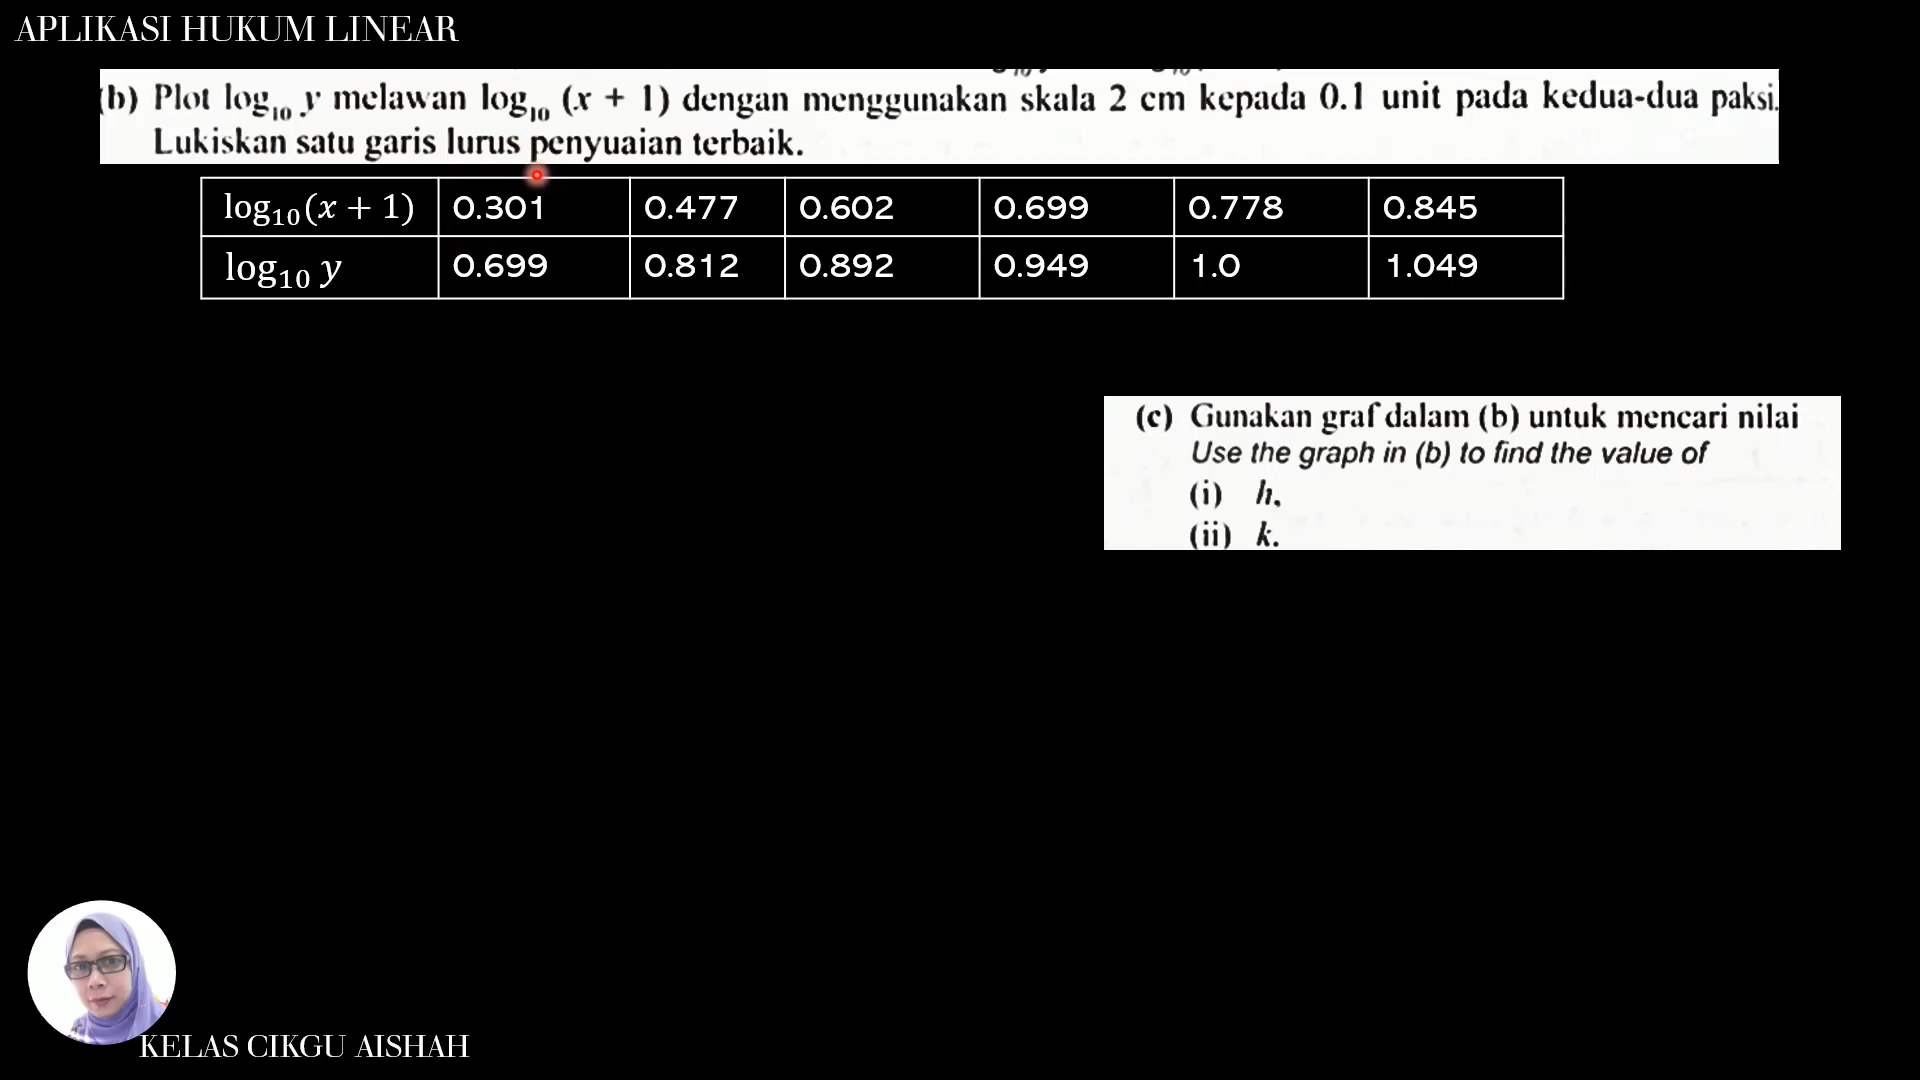 APLIKASI HUKUM LINEAR
(b) Plot log₁₀ y melawan log₁₀ (x + 1) dengan menggunakan skala 2 cm kepada 0.1 unit pada kedua-dua paksi.
Lukiskan satu garis lurus penyuaian terbaik.
log₁₀(x + 1) 0.301 0.477 0.602 0.699 0.778 0.845
log₁₀ y 0.699 0.812 0.892 0.949 1.0 1.049
(c) Gunakan graf dalam (b) untuk mencari nilai
Use the graph in (b) to find the value of
(i) h,
(ii) k.
KELAS CIKGU AISHAH